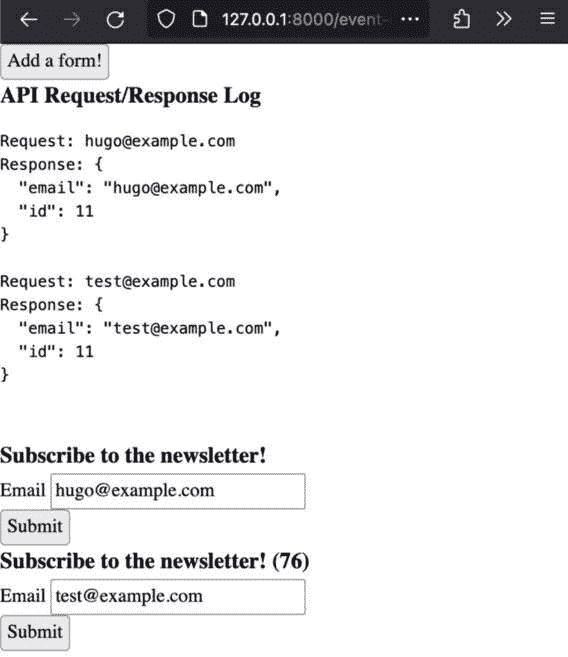 127.0.0.1:8000/event-
Add a form!
API Request/Response Log
Request: hugo@example.com
Response: {
  "email": "hugo@example.com",
  "id": 11
}
Request: test@example.com
Response: {
  "email": "test@example.com",
  "id": 11
}
Subscribe to the newsletter!
Email hugo@example.com
Submit
Subscribe to the newsletter! (76)
Email test@example.com
Submit